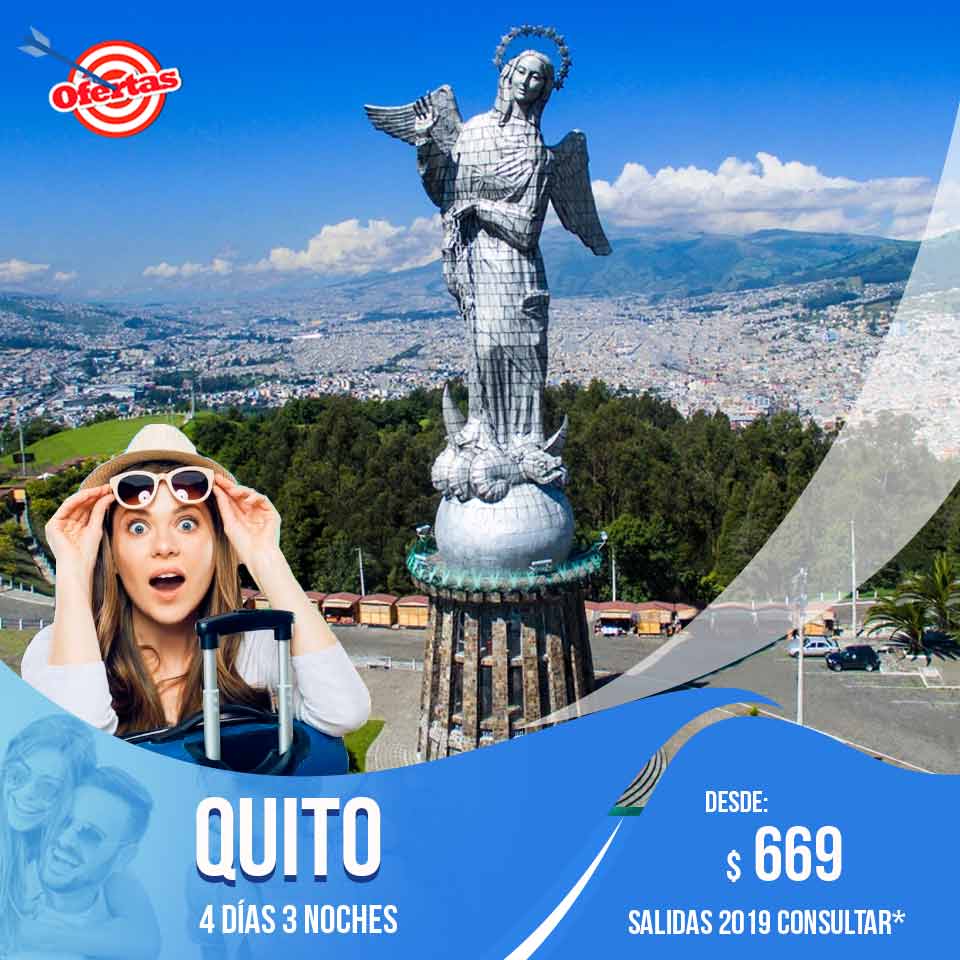 Ofertas
QUITO
4 DÍAS 3 NOCHES
DESDE:
$ 669
SALIDAS 2019 CONSULTAR*